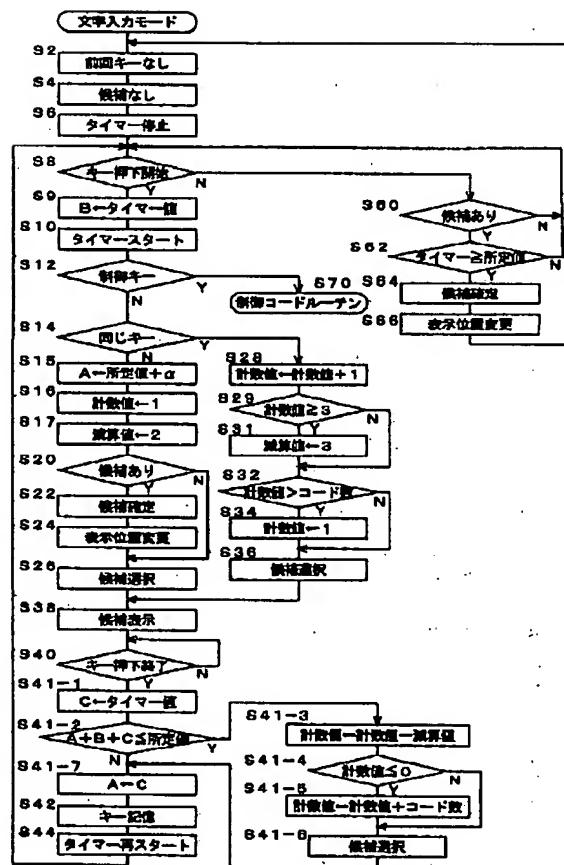 文字入力モード
S2
前回キーなし
S4
候補なし
S6
タイマー停止
S8
キー押下開始
N
Y
S9
B←タイマー値
S10
タイマースタート
S12
制御キー
Y
N
S70
制御コードルーチン
S60
候補あり
N
Y
S62
タイマー≧所定値
N
Y
S64
候補確定
S66
表示位置変更
S14
同じキー
Y
N
S15
A←所定値+α
S16
計数値←1
S17
減算値←2
S20
候補あり
N
Y
S22
候補確定
S24
表示位置変更
S26
候補選択
S28
計数値←計数値+1
S29
計数値≧3
N
Y
S31
減算値←3
S32
計数値>コード数
N
Y
S34
計数値←1
S36
候補選択
S38
候補表示
S40
キー押下終了
N
Y
S41-1
C←タイマー値
S41-2
A+B+C≦所定値
Y
N
S41-3
計数値←計数値-減算値
S41-4
計数値≦0
N
Y
S41-5
計数値←計数値+コード数
S41-6
候補選択
S41-7
A←C
S42
キー記憶
S44
タイマー再スタート